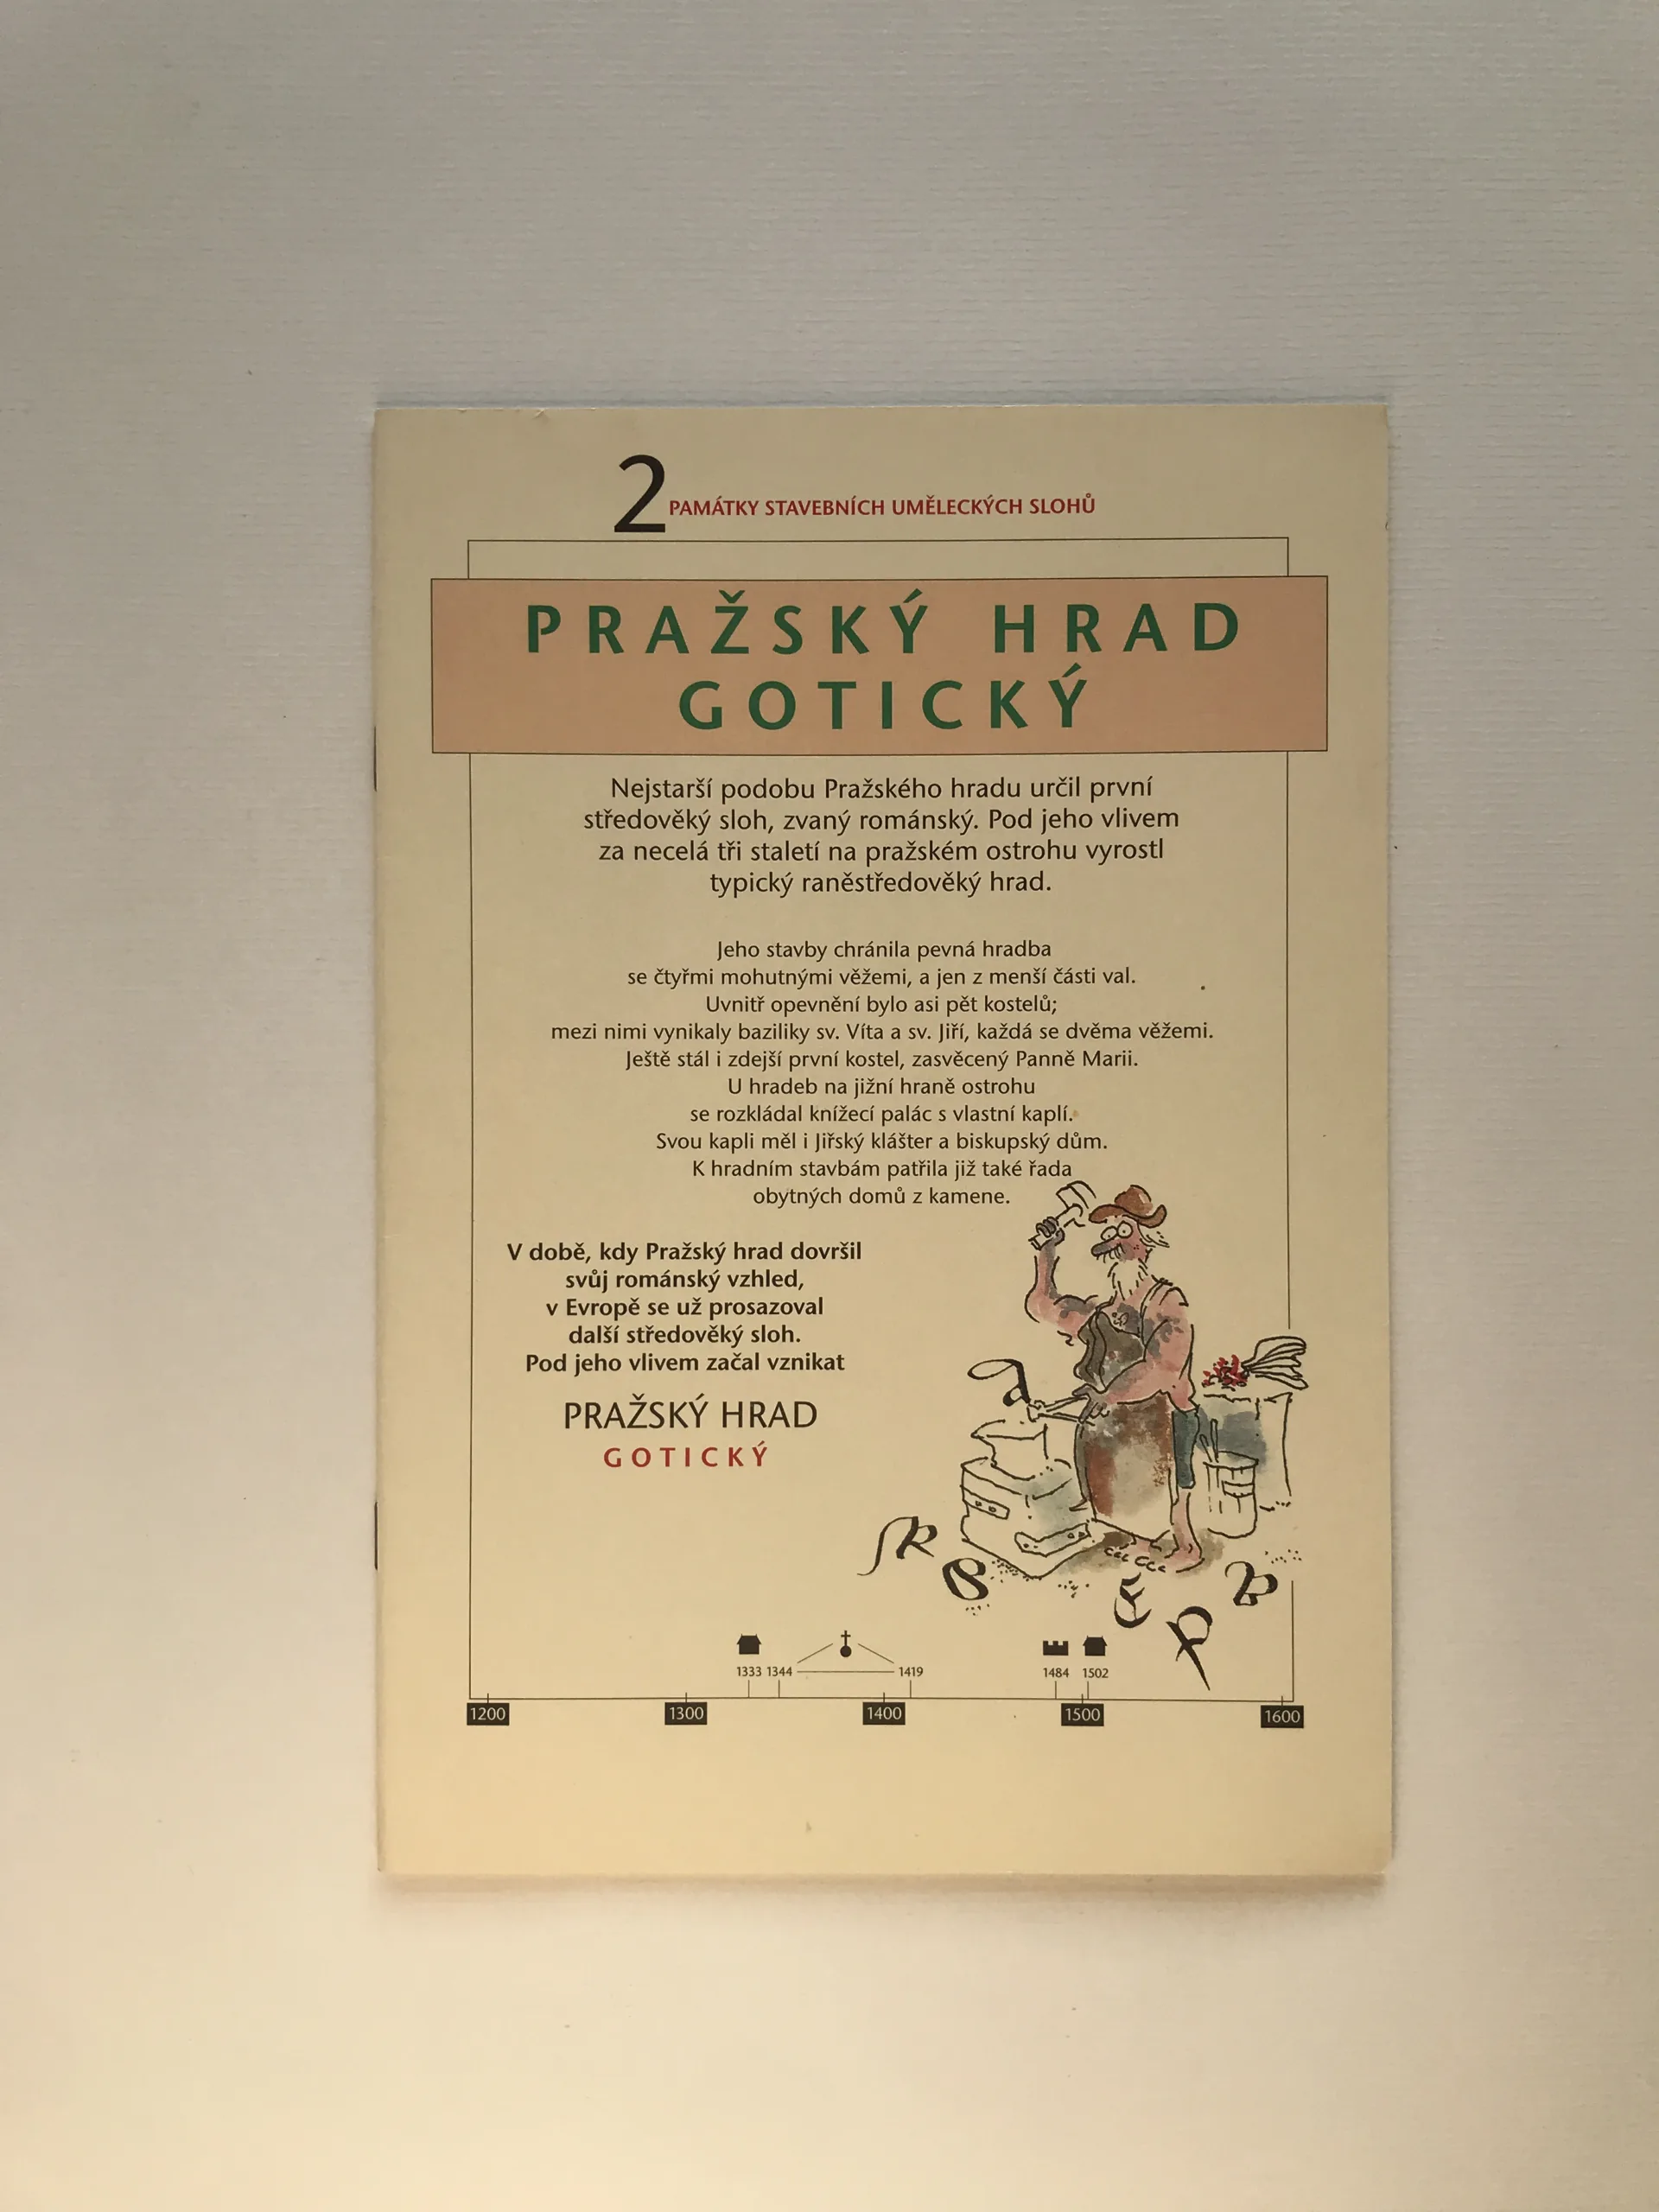 2 PAMÁTKY STAVEBNÍCH UMĚLECKÝCH SLOHŮ
PRAŽSKÝ HRAD
GOTICKÝ
Nejstarší podobu Pražského hradu určil první
středověký sloh, zvaný románský. Pod jeho vlivem
za necelá tři staletí na pražském ostrohu vyrostl
typický raněstředověký hrad.
Jeho stavby chránila pevná hradba
se čtyřmi mohutnými věžemi, a jen z menší části val.
Uvnitř opevnění bylo asi pět kostelů;
mezi nimi vynikaly baziliky sv. Víta a sv. Jiří, každá se dvěma věžemi.
Ještě stál i zdejší první kostel, zasvěcený Panně Marii.
U hradeb na jižní hraně ostrohu
se rozkládal knížecí palác s vlastní kaplí.
Svou kapli měl i Jiřský klášter a biskupský dům.
K hradním stavbám patřila již také řada
obytných domů z kamene.
V době, kdy Pražský hrad dovršil
svůj románský vzhled,
v Evropě se už prosazoval
další středověký sloh.
Pod jeho vlivem začal vznikat
PRAŽSKÝ HRAD
GOTICKÝ
1333 1344 1419 1484 1502
1200 1300 1400 1500 1600